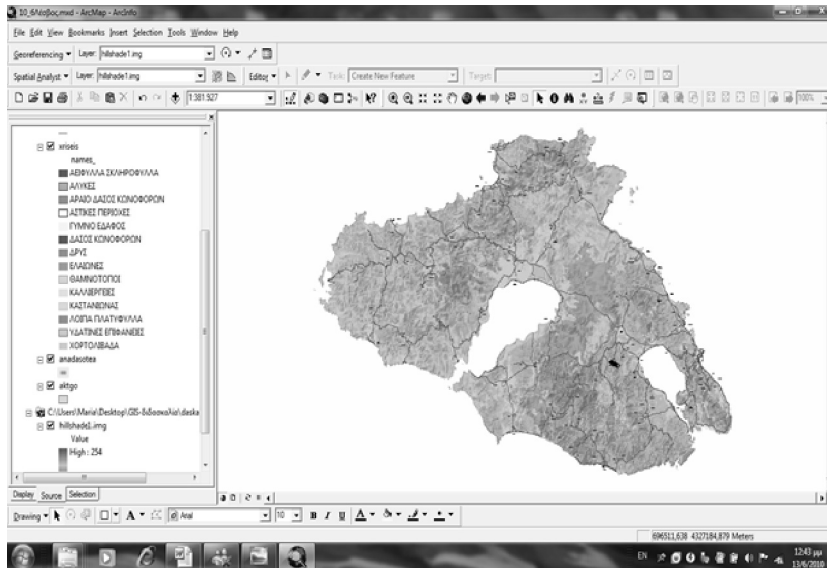 10_6Λέσβος.mxd - ArcMap - ArcInfo
File Edit View Bookmarks Insert Selection Tools Window Help
Georeferencing Layer: hillshade1.img
Spatial Analyst Layer: hillshade1.img Editor Task: Create New Feature Target:
1:381.527 100%
xriseis
names_
ΑΕΙΦΥΛΛΑ ΣΚΛΗΡΟΦΥΛΛΑ
ΑΛΥΚΕΣ
ΑΡΑΙΟ ΔΑΣΟΣ ΚΩΝΟΦΟΡΩΝ
ΑΣΤΙΚΕΣ ΠΕΡΙΟΧΕΣ
ΓΥΜΝΟ ΕΔΑΦΟΣ
ΔΑΣΟΣ ΚΩΝΟΦΟΡΩΝ
ΔΡΥΣ
ΕΛΑΙΩΝΕΣ
ΘΑΜΝΟΤΟΠΟΙ
ΚΑΛΛΙΕΡΓΕΙΕΣ
ΚΑΣΤΑΝΙΩΝΑΣ
ΛΟΙΠΑ ΠΛΑΤΥΦΥΛΛΑ
ΥΔΑΤΙΝΕΣ ΕΠΙΦΑΝΕΙΕΣ
ΧΟΡΤΟΛΙΒΑΔΑ
anadasotea
aktgo
C:\Users\Maria\Desktop\GIS-διδασκαλία\daska
hillshade1.img
Value
High : 254
Display Source Selection
Drawing Arial 10 B I U A
696511,638 4327184,879 Meters
EN 12:43 μμ
13/6/2010